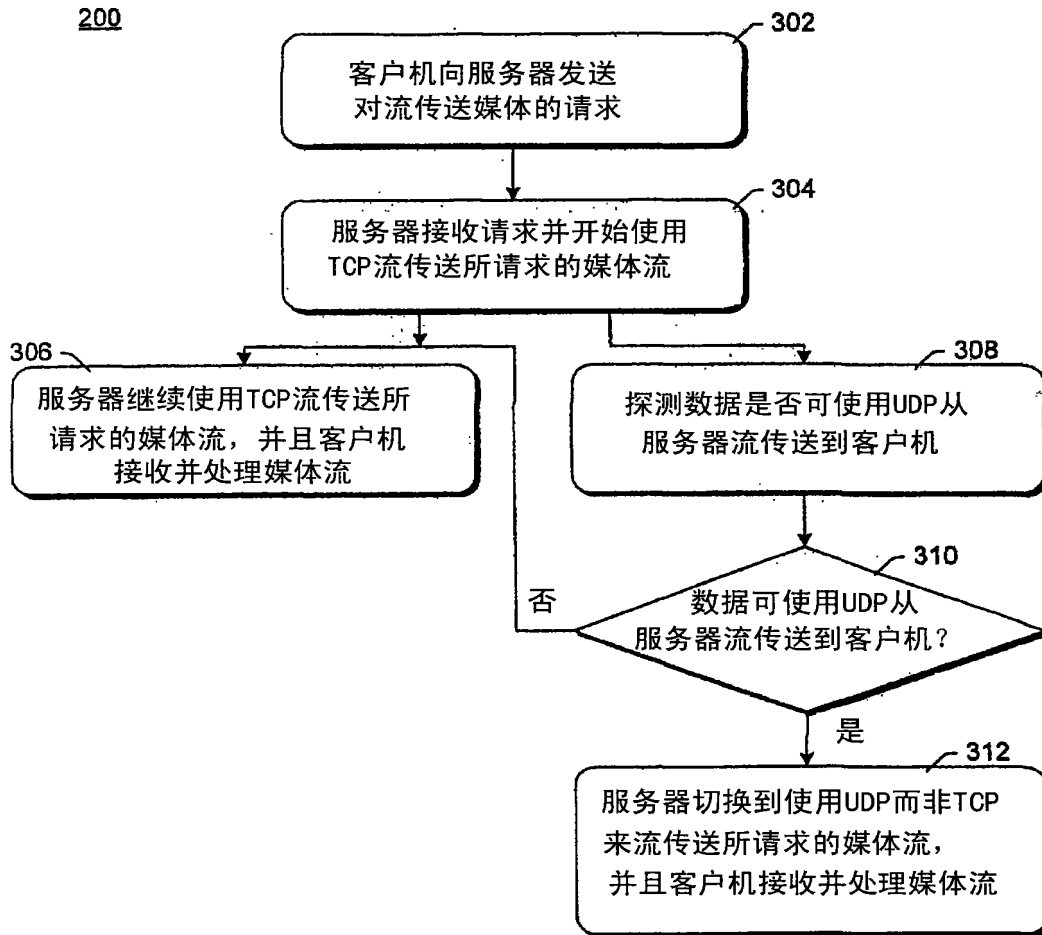 200
302
客户机向服务器发送
对流传送媒体的请求
304
服务器接收请求并开始使用
TCP流传送所请求的媒体流
306
服务器继续使用TCP流传送所
请求的媒体流，并且客户机
接收并处理媒体流
308
探测数据是否可使用UDP从
服务器流传送到客户机
310
数据可使用UDP从
服务器流传送到客户机？
否
是
312
服务器切换到使用UDP而非TCP
来流传送所请求的媒体流，
并且客户机接收并处理媒体流